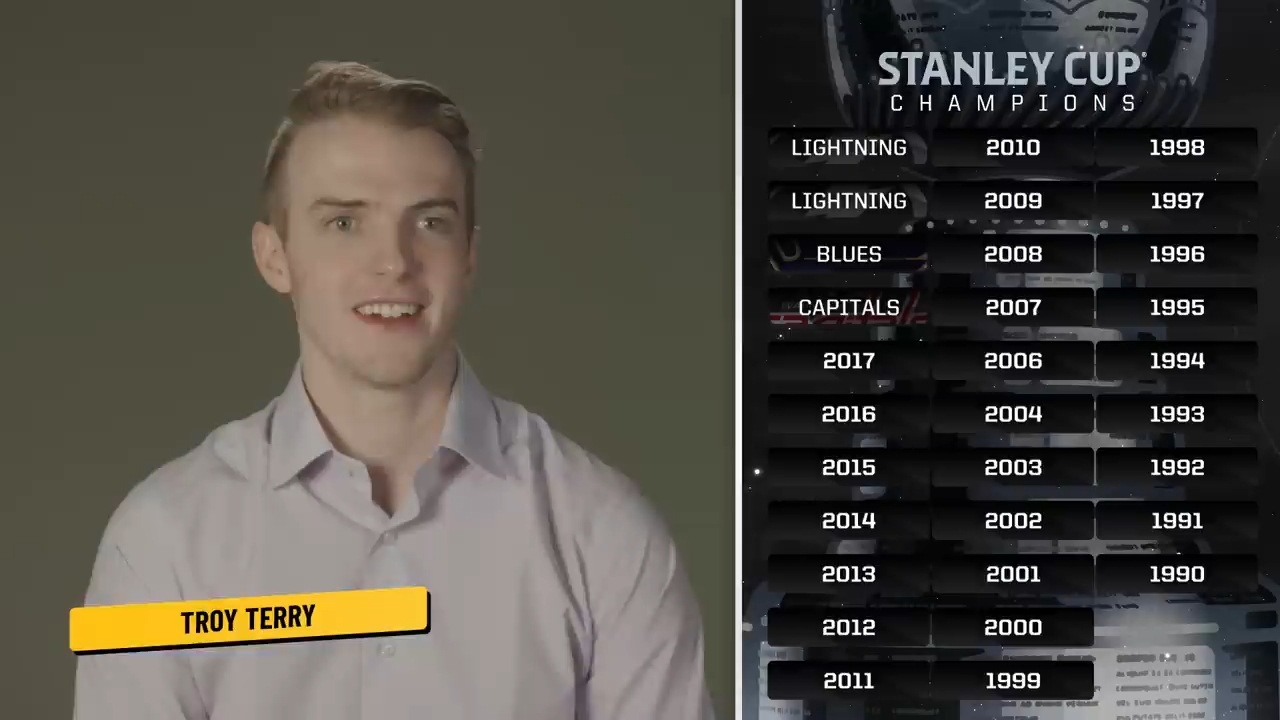 STANLEY CUP
CHAMPIONS
LIGHTNING 2010 1998
LIGHTNING 2009 1997
BLUES 2008 1996
CAPITALS 2007 1995
2017 2006 1994
2016 2004 1993
2015 2003 1992
2014 2002 1991
2013 2001 1990
2012 2000
2011 1999
TROY TERRY